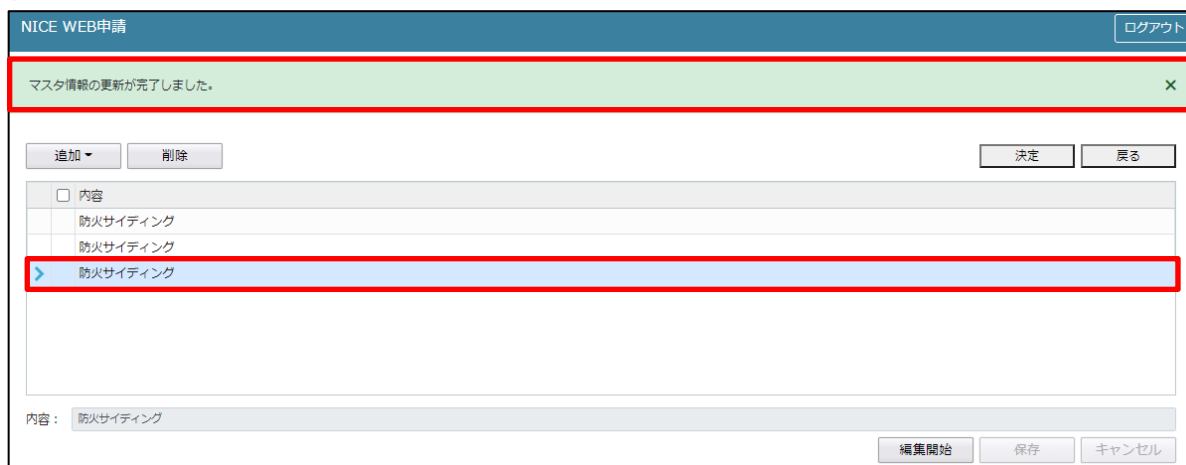 NICE WEB申請 ログアウト
マスタ情報の更新が完了しました。 ×
追加 削除 決定 戻る
内容
防火サイディング
防火サイディング
防火サイディング
内容： 防火サイディング
編集開始 保存 キャンセル